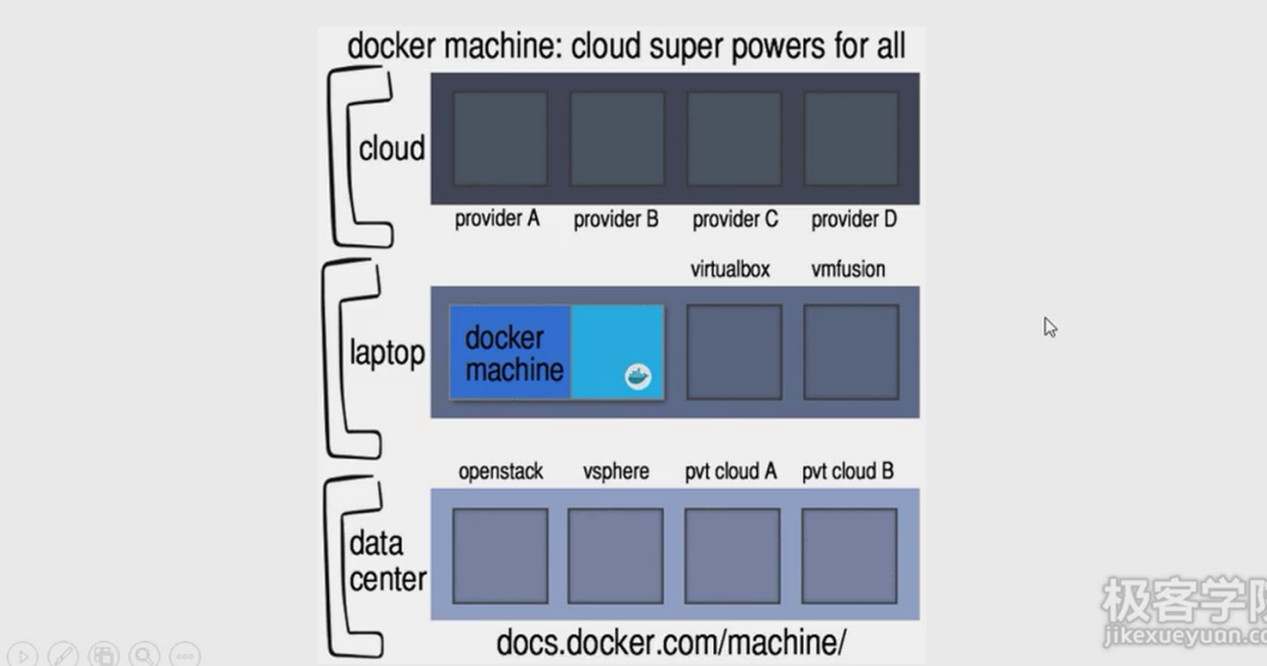 docker machine: cloud super powers for all
cloud
provider A provider B provider C provider D
virtualbox vmfusion
laptop
docker
machine
openstack vsphere pvt cloud A pvt cloud B
data
center
docs.docker.com/machine/
极客学院
jikexueyuan.co